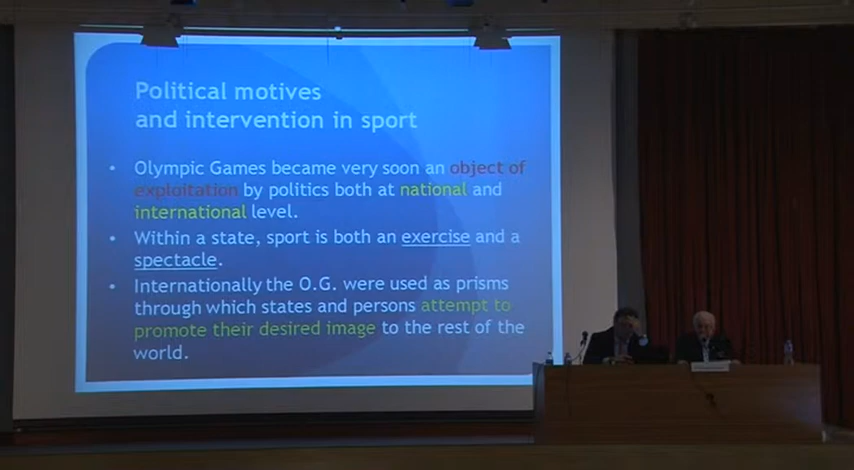 Political motives
and intervention in sport
• Olympic Games became very soon an object of
exploitation by politics both at national and
international level.
• Within a state, sport is both an exercise and a
spectacle.
• Internationally the O.G. were used as prisms
through which states and persons attempt to
promote their desired image to the rest of the
world.